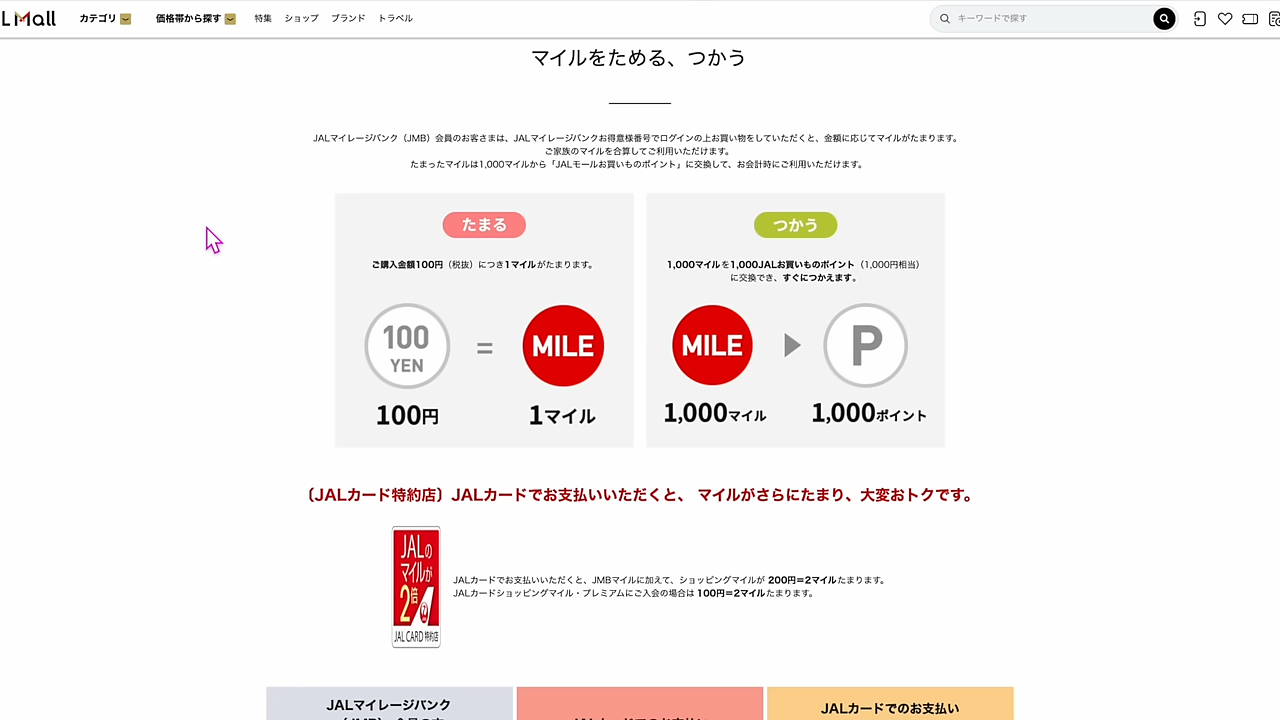 L Mall
カテゴリ
価格帯から探す
特集
ショップ
ブランド
トラベル
キーワードで探す
マイルをためる、つかう
JALマイレージバンク（JMB）会員のお客さまは、JALマイレージバンクお得意様番号でログインの上お買い物をしていただくと、金額に応じてマイルがたまります。
ご家族のマイルを合算してご利用いただけます。
たまったマイルは1,000マイルから「JALモールお買いものポイント」に交換して、お会計時にご利用いただけます。
たまる
ご購入金額100円（税抜）につき1マイルがたまります。
100
YEN
=
MILE
100円
1マイル
つかう
1,000マイルを1,000JALお買いものポイント（1,000円相当）
に交換でき、すぐにつかえます。
MILE
P
1,000マイル
1,000ポイント
〔JALカード特約店〕JALカードでお支払いいただくと、 マイルがさらにたまり、大変おトクです。
JALの
マイルが
2倍
JAL CARD 特約店
JALカードでお支払いいただくと、JMBマイルに加えて、ショッピングマイルが 200円＝2マイルたまります。
JALカードショッピングマイル・プレミアムにご入会の場合は 100円＝2マイルたまります。
JALマイレージバンク
JALカードでのお支払い